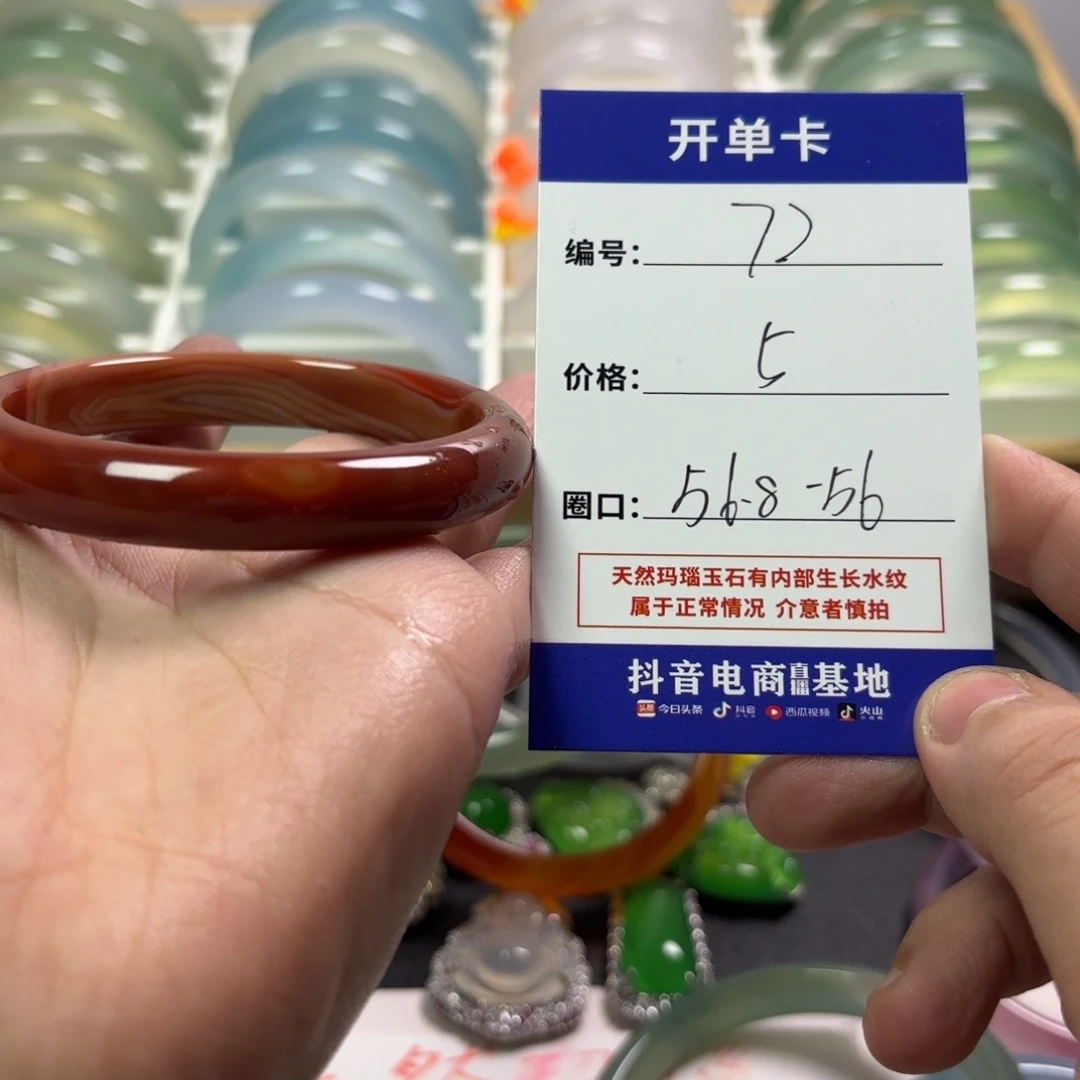 开单卡
编号：72
价格：5
圈口：56.8-56
天然玛瑙玉石有内部生长水纹
属于正常情况 介意者慎拍
抖音电商直播基地
今日头条 抖音 西瓜视频 火山